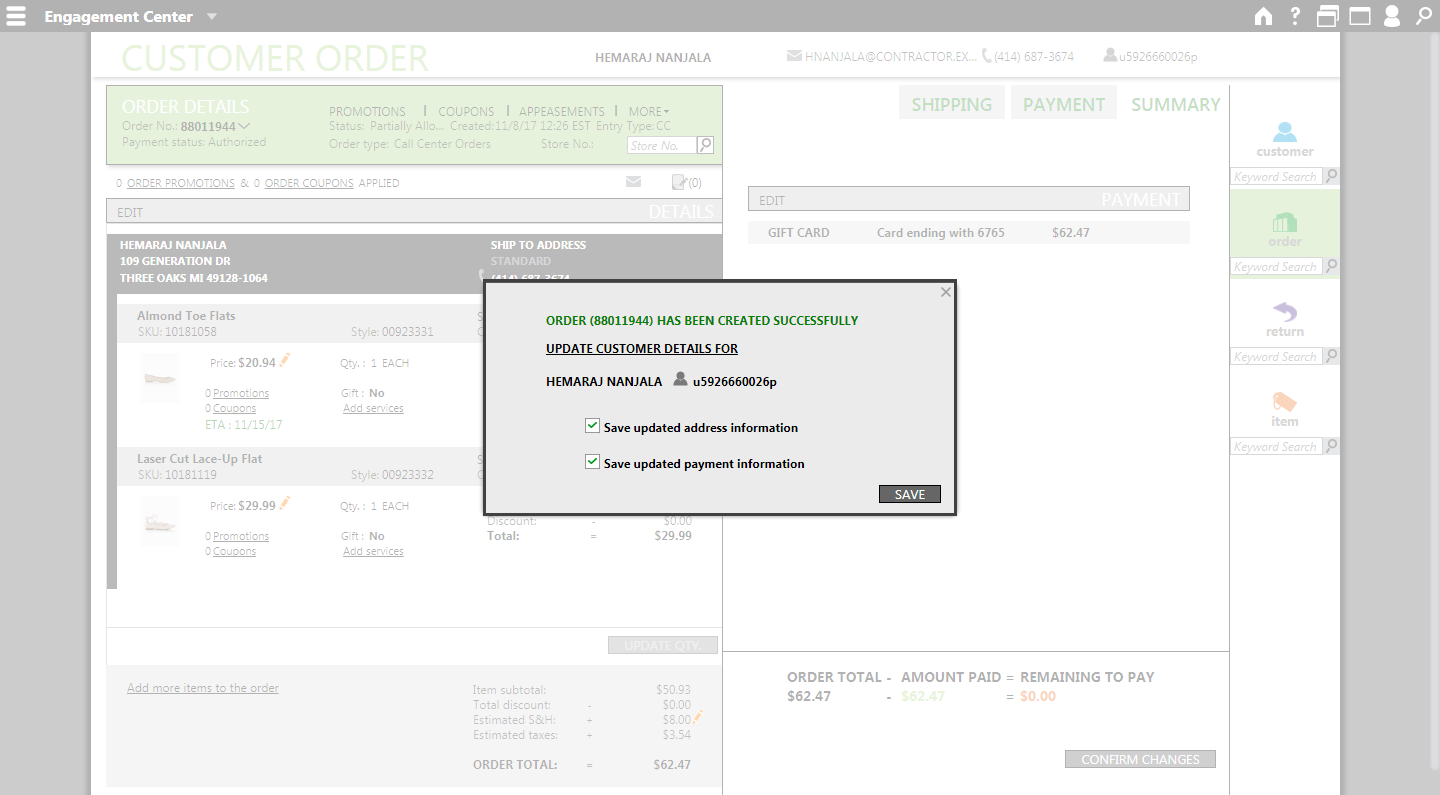 Engagement Center
CUSTOMER ORDER
HEMARAJ NANJALA
HNANJALA@CONTRACTOR.EX...
(414) 687-3674
u5926660026p
ORDER DETAILS
Order No.: 88011944
Payment status: Authorized
PROMOTIONS | COUPONS | APPEASEMENTS | MORE
Status: Partially Allo... Created:11/8/17 12:26 EST Entry Type: CC
Order type: Call Center Orders Store No.: Store No.
0 ORDER PROMOTIONS & 0 ORDER COUPONS APPLIED
(0)
EDIT DETAILS
HEMARAJ NANJALA
109 GENERATION DR
THREE OAKS MI 49128-1064
SHIP TO ADDRESS
STANDARD
(414) 687-3674
Almond Toe Flats
SKU: 10181058 Style: 00923331
Price: $20.94 Qty. : 1 EACH
0 Promotions Gift : No
0 Coupons Add services
ETA : 11/15/17
Laser Cut Lace-Up Flat
SKU: 10181119 Style: 00923332
Price: $29.99 Qty. : 1 EACH
0 Promotions Gift : No
0 Coupons Add services
Discount: - $0.00
Total: = $29.99
UPDATE QTY.
Add more items to the order
Item subtotal: $50.93
Total discount: - $0.00
Estimated S&H: + $8.00
Estimated taxes: + $3.54
ORDER TOTAL: = $62.47
SHIPPING PAYMENT SUMMARY
EDIT PAYMENT
GIFT CARD Card ending with 6765 $62.47
ORDER (88011944) HAS BEEN CREATED SUCCESSFULLY
UPDATE CUSTOMER DETAILS FOR
HEMARAJ NANJALA u5926660026p
Save updated address information
Save updated payment information
SAVE
ORDER TOTAL - AMOUNT PAID = REMAINING TO PAY
$62.47 - $62.47 = $0.00
CONFIRM CHANGES
customer
Keyword Search
order
Keyword Search
return
Keyword Search
item
Keyword Search